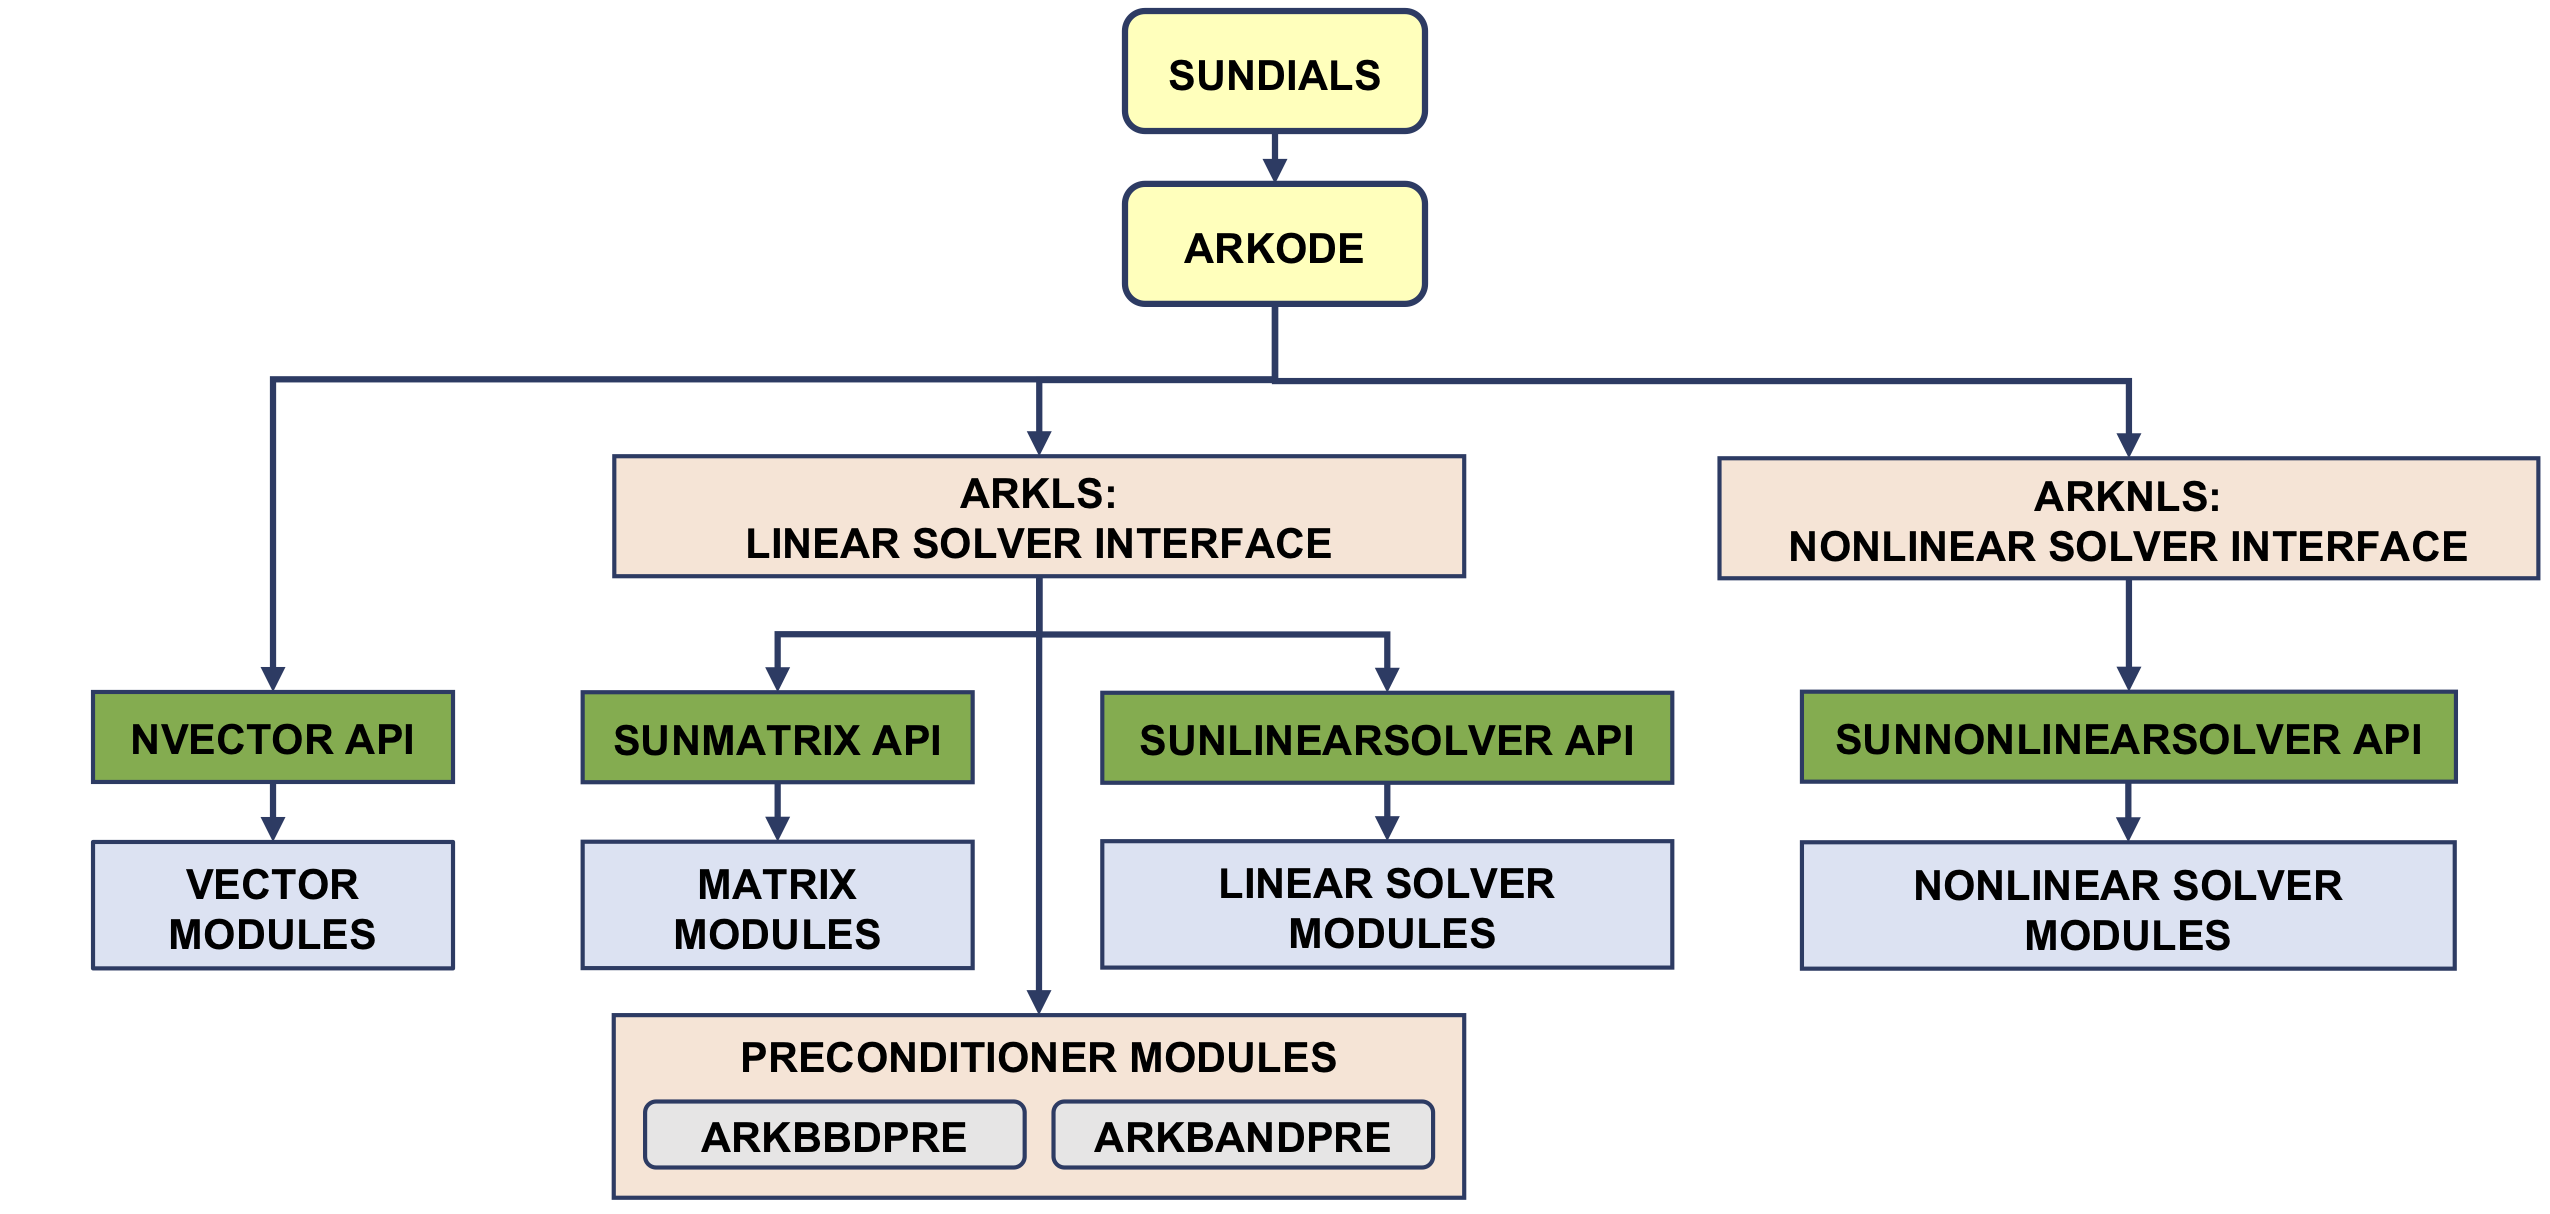 SUNDIALS
ARKODE
ARKLS:
LINEAR SOLVER INTERFACE
ARKNLS:
NONLINEAR SOLVER INTERFACE
NVECTOR API
SUNMATRIX API
SUNLINEARSOLVER API
SUNNONLINEARSOLVER API
VECTOR
MODULES
MATRIX
MODULES
LINEAR SOLVER
MODULES
NONLINEAR SOLVER
MODULES
PRECONDITIONER MODULES
ARKBBDPRE
ARKBANDPRE